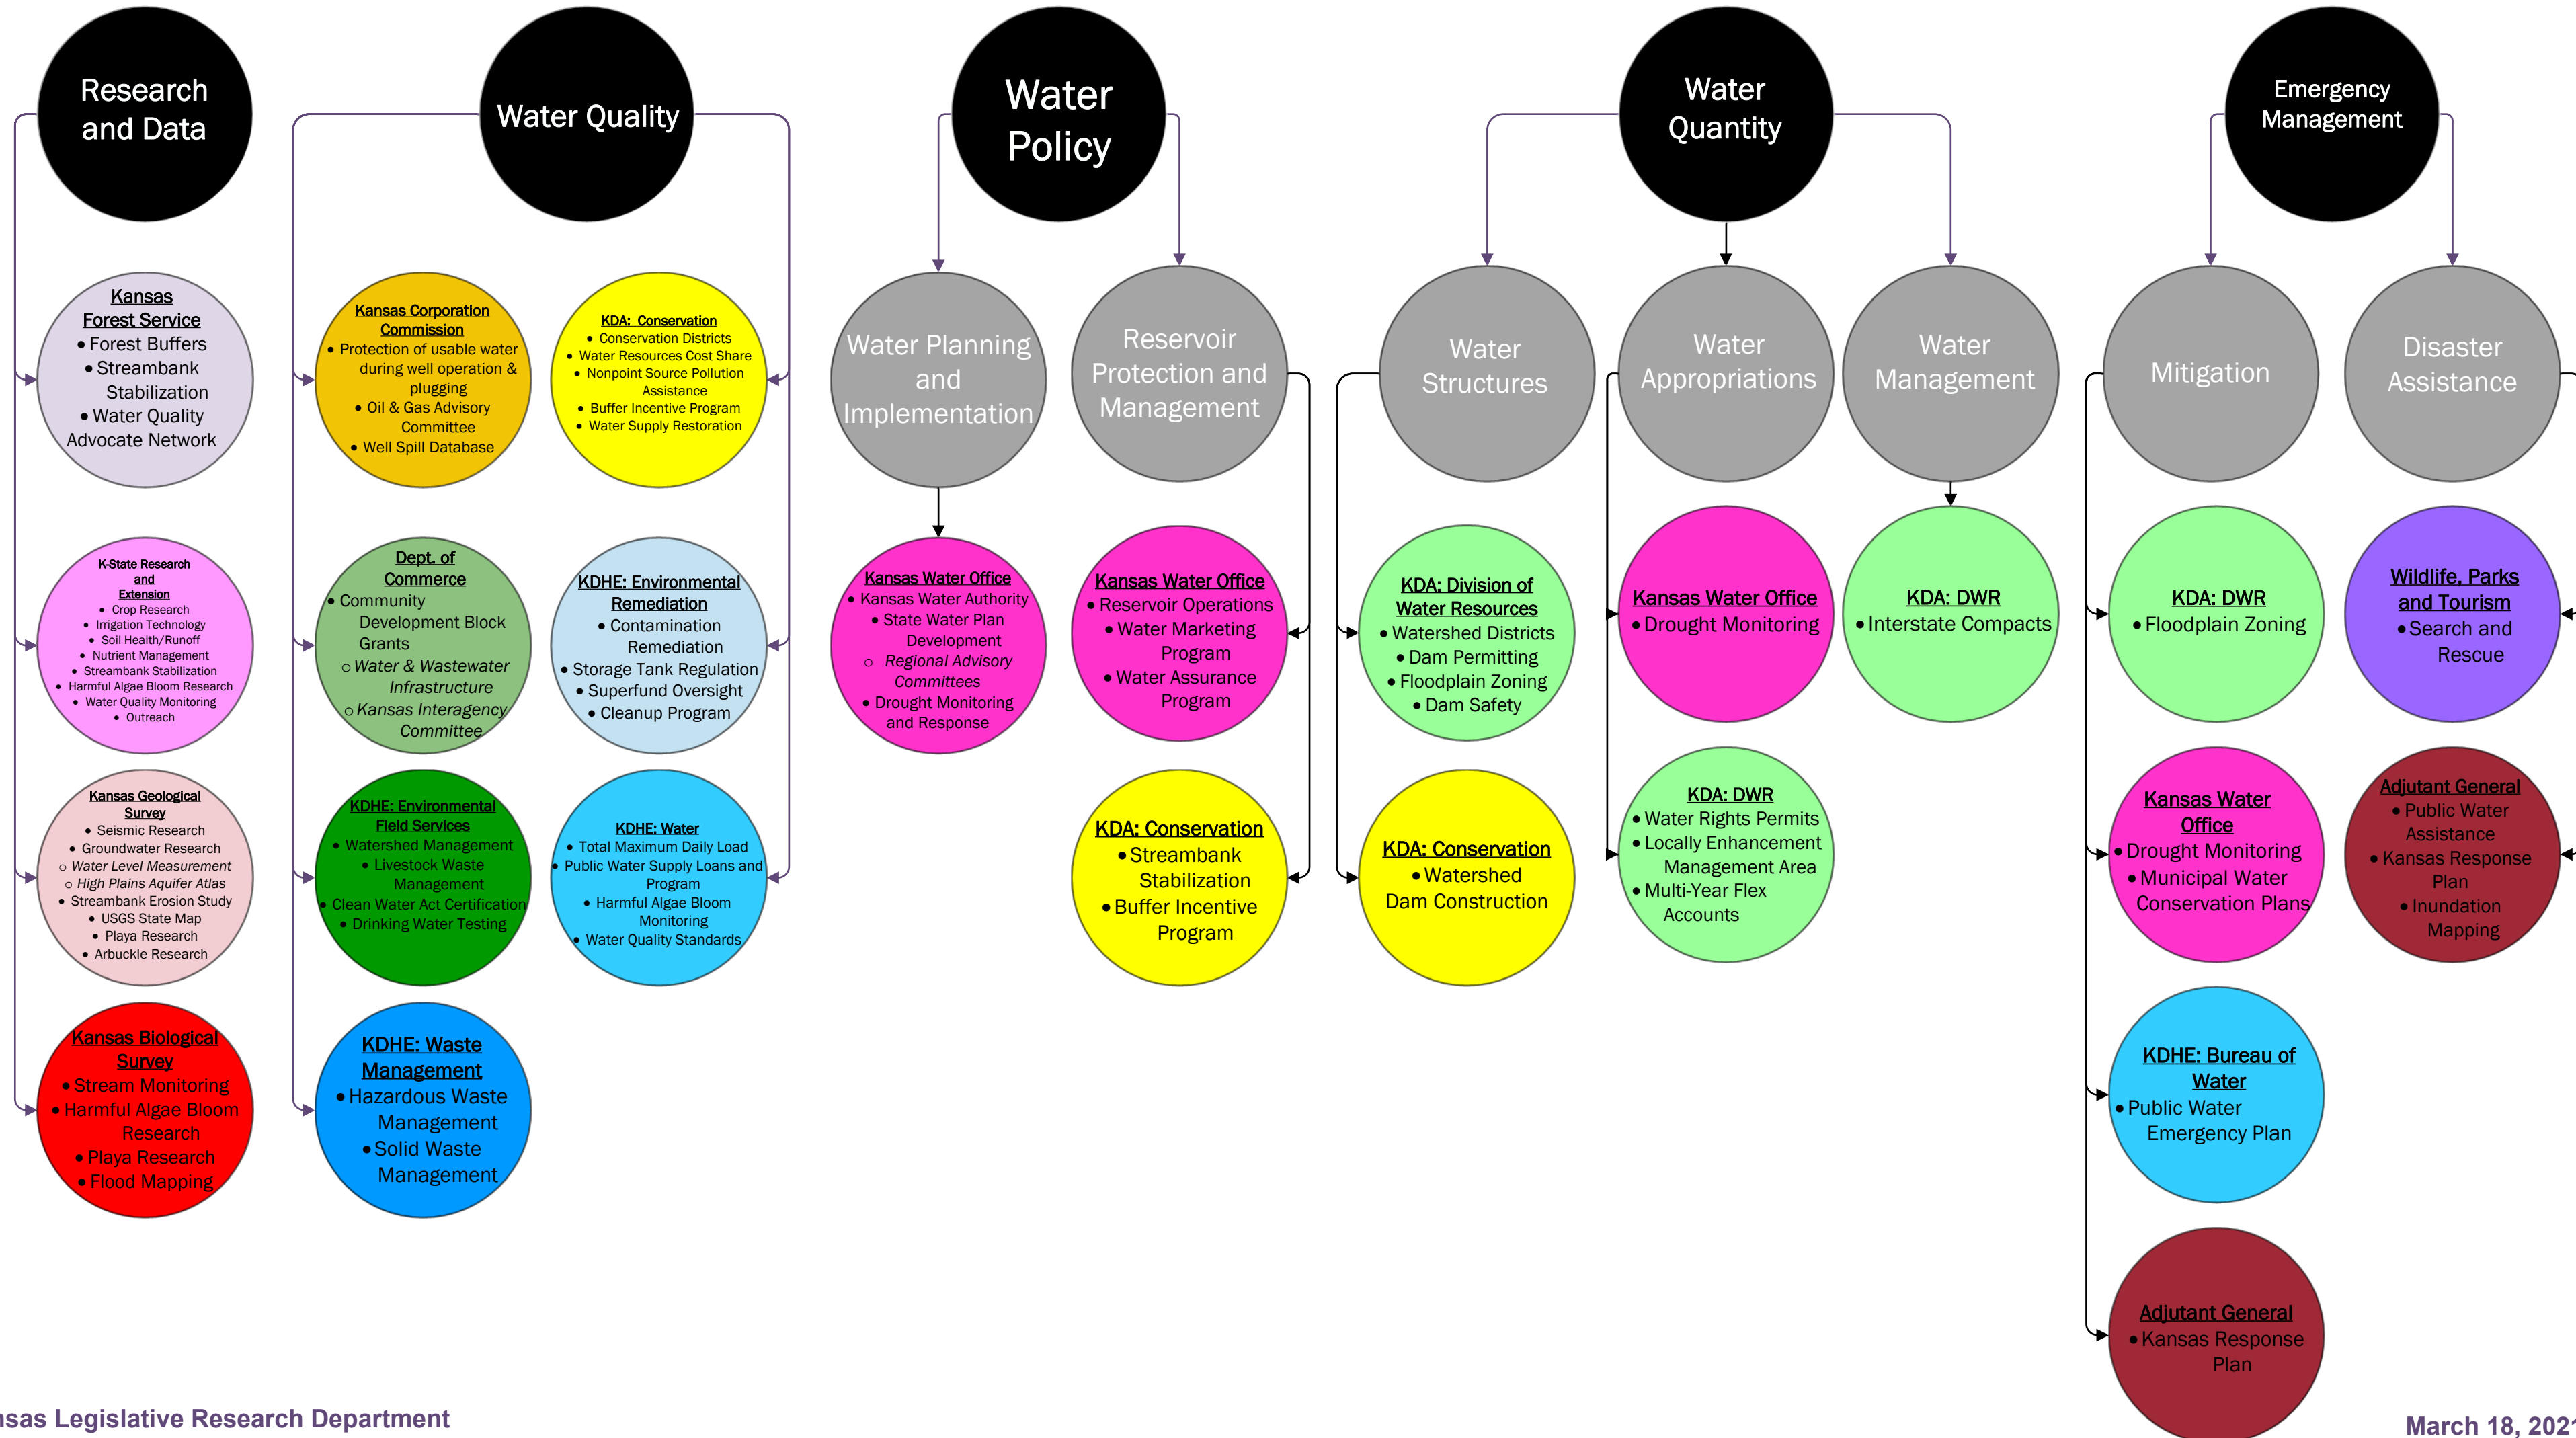 Research
and Data
Water Quality
Water
Policy
Water
Quantity
Emergency
Management
Kansas
Forest Service
• Forest Buffers
• Streambank
Stabilization
• Water Quality
Advocate Network
Kansas Corporation
Commission
• Protection of usable water
during well operation &
plugging
• Oil & Gas Advisory
Committee
• Well Spill Database
KDA: Conservation
• Conservation Districts
• Water Resources Cost Share
• Nonpoint Source Pollution
Assistance
• Buffer Incentive Program
• Water Supply Restoration
Water Planning
and
Implementation
Reservoir
Protection and
Management
Water
Structures
Water
Appropriations
Water
Management
Mitigation
Disaster
Assistance
K-State Research
and
Extension
• Crop Research
• Irrigation Technology
• Soil Health/Runoff
• Nutrient Management
• Streambank Stabilization
• Harmful Algae Bloom Research
• Water Quality Monitoring
• Outreach
Dept. of
Commerce
• Community
Development Block
Grants
○ Water & Wastewater
Infrastructure
○ Kansas Interagency
Committee
KDHE: Environmental
Remediation
• Contamination
Remediation
• Storage Tank Regulation
• Superfund Oversight
• Cleanup Program
Kansas Water Office
• Kansas Water Authority
• State Water Plan
Development
○ Regional Advisory
Committees
• Drought Monitoring
and Response
Kansas Water Office
• Reservoir Operations
• Water Marketing
Program
• Water Assurance
Program
KDA: Division of
Water Resources
• Watershed Districts
• Dam Permitting
• Floodplain Zoning
• Dam Safety
Kansas Water Office
• Drought Monitoring
KDA: DWR
• Interstate Compacts
KDA: DWR
• Floodplain Zoning
Wildlife, Parks
and Tourism
• Search and
Rescue
Kansas Geological
Survey
• Seismic Research
• Groundwater Research
○ Water Level Measurement
○ High Plains Aquifer Atlas
• Streambank Erosion Study
• USGS State Map
• Playa Research
• Arbuckle Research
KDHE: Environmental
Field Services
• Watershed Management
• Livestock Waste
Management
• Clean Water Act Certification
• Drinking Water Testing
KDHE: Water
• Total Maximum Daily Load
• Public Water Supply Loans and
Program
• Harmful Algae Bloom
Monitoring
• Water Quality Standards
KDA: Conservation
• Streambank
Stabilization
• Buffer Incentive
Program
KDA: Conservation
• Watershed
Dam Construction
KDA: DWR
• Water Rights Permits
• Locally Enhancement
Management Area
• Multi-Year Flex
Accounts
Kansas Water
Office
• Drought Monitoring
• Municipal Water
Conservation Plans
Adjutant General
• Public Water
Assistance
• Kansas Response
Plan
• Inundation
Mapping
Kansas Biological
Survey
• Stream Monitoring
• Harmful Algae Bloom
Research
• Playa Research
• Flood Mapping
KDHE: Waste
Management
• Hazardous Waste
Management
• Solid Waste
Management
KDHE: Bureau of
Water
• Public Water
Emergency Plan
Adjutant General
• Kansas Response
Plan
nsas Legislative Research Department
March 18, 2021